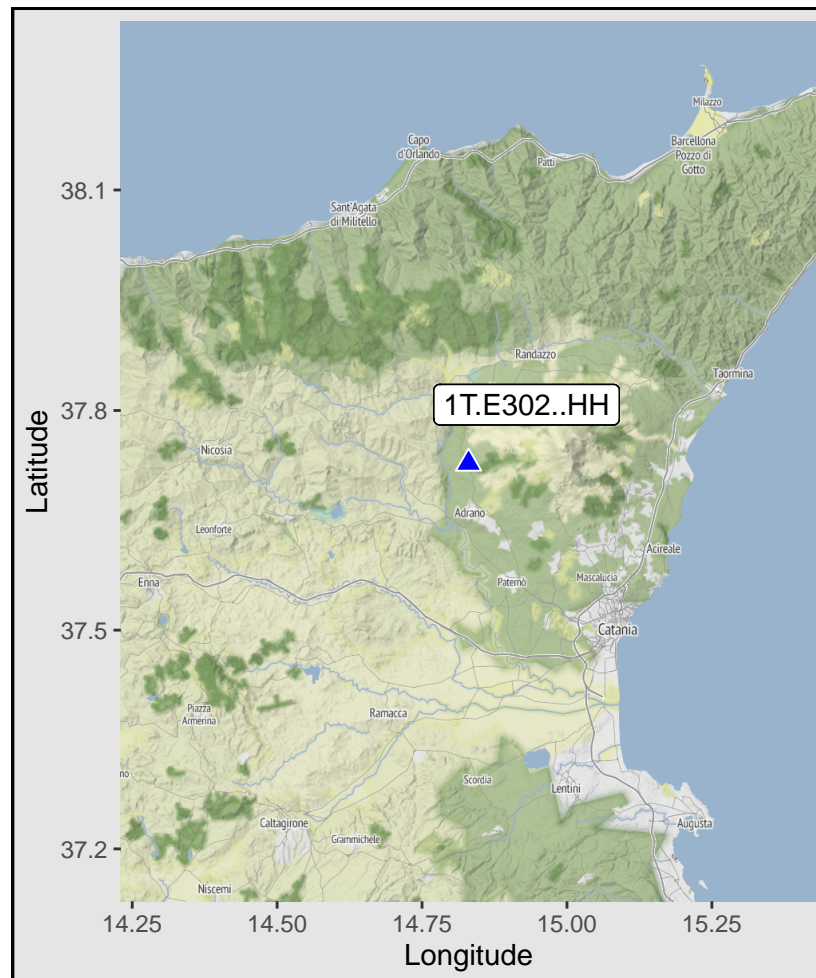 Milazzo
Capo
d'Orlando
Barcellona
Pozzo di
Gotto
Patti
38.1
Sant'Agata
di Militello
Randazzo
Taormina
1T.E302..HH
37.8
Nicosia
Latitude
Adrano
Leonforte
Acireale
Enna
Paternò
Mascalucia
37.5
Catania
Piazza
Armerina
Ramacca
no
Scordia
Lentini
Caltagirone
Augusta
Grammichele
37.2
Niscemi
14.25
14.50
14.75
15.00
15.25
Longitude